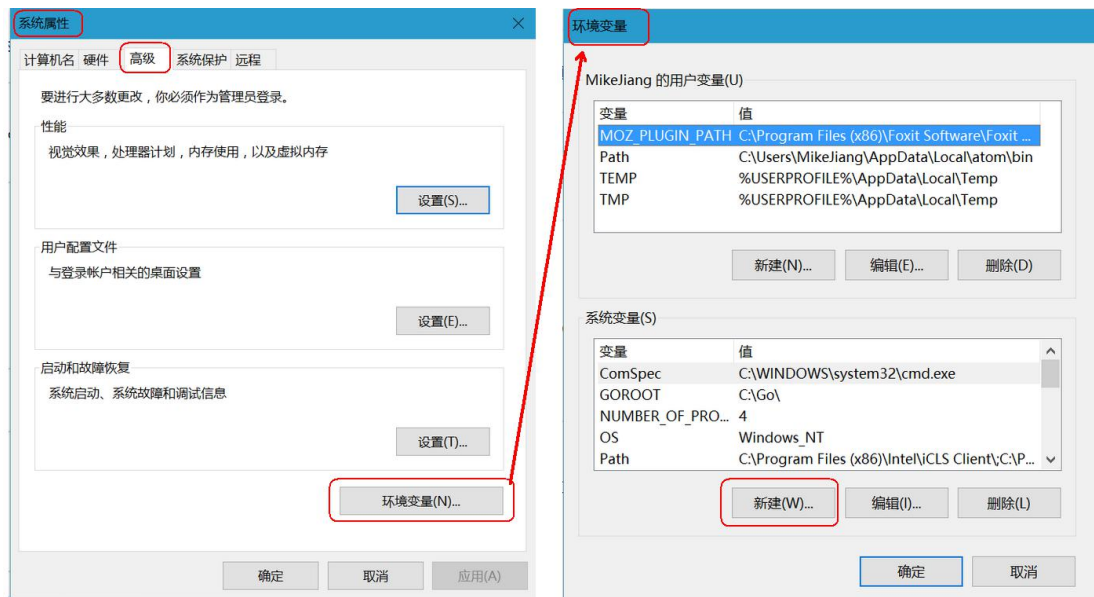 系统属性
计算机名 硬件 高级 系统保护 远程
要进行大多数更改，你必须作为管理员登录。
性能
视觉效果，处理器计划，内存使用，以及虚拟内存
设置(S)...
用户配置文件
与登录帐户相关的桌面设置
设置(E)...
启动和故障恢复
系统启动、系统故障和调试信息
设置(T)...
环境变量(N)...
确定 取消 应用(A)
环境变量
MikeJiang 的用户变量(U)
变量 值
MOZ_PLUGIN_PATH C:\Program Files (x86)\Foxit Software\Foxit ...
Path C:\Users\MikeJiang\AppData\Local\atom\bin
TEMP %USERPROFILE%\AppData\Local\Temp
TMP %USERPROFILE%\AppData\Local\Temp
新建(N)... 编辑(E)... 删除(D)
系统变量(S)
变量 值
ComSpec C:\WINDOWS\system32\cmd.exe
GOROOT C:\Go\
NUMBER_OF_PRO... 4
OS Windows_NT
Path C:\Program Files (x86)\Intel\iCLS Client\;C:\P...
新建(W)... 编辑(I)... 删除(L)
确定 取消